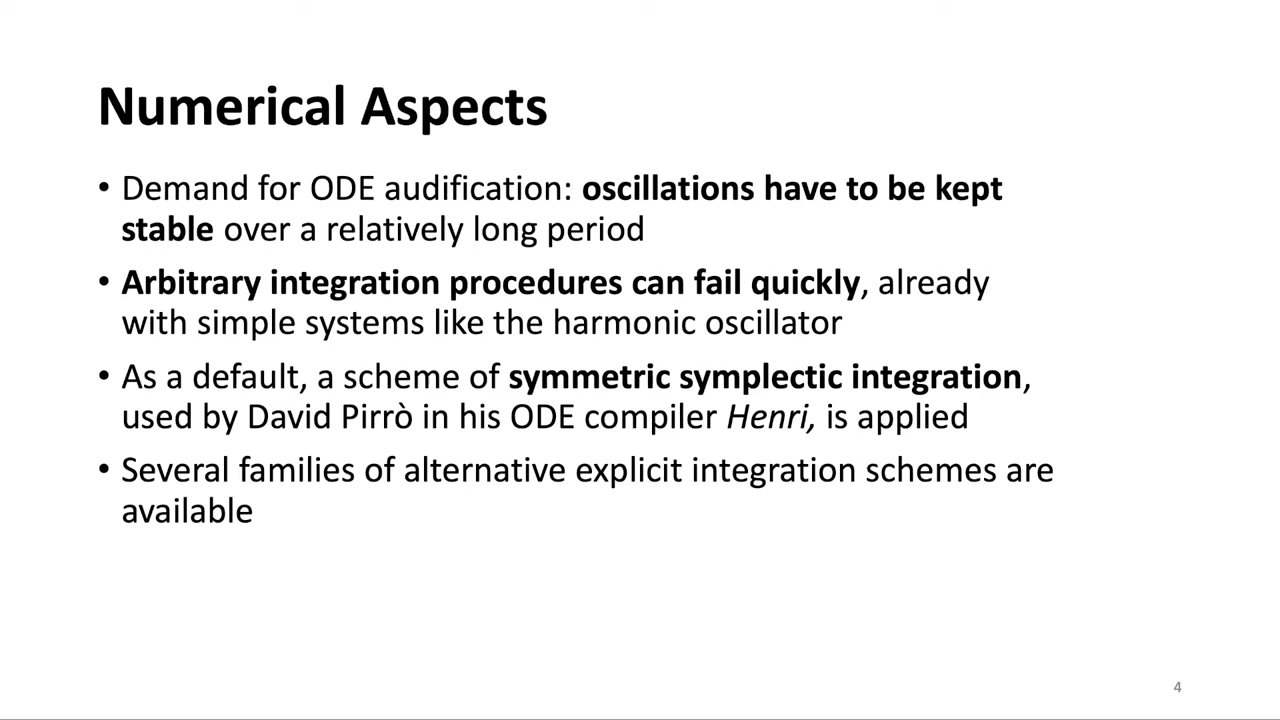 Numerical Aspects
• Demand for ODE audification: oscillations have to be kept
stable over a relatively long period
• Arbitrary integration procedures can fail quickly, already
with simple systems like the harmonic oscillator
• As a default, a scheme of symmetric symplectic integration,
used by David Pirrò in his ODE compiler Henri, is applied
• Several families of alternative explicit integration schemes are
available
4